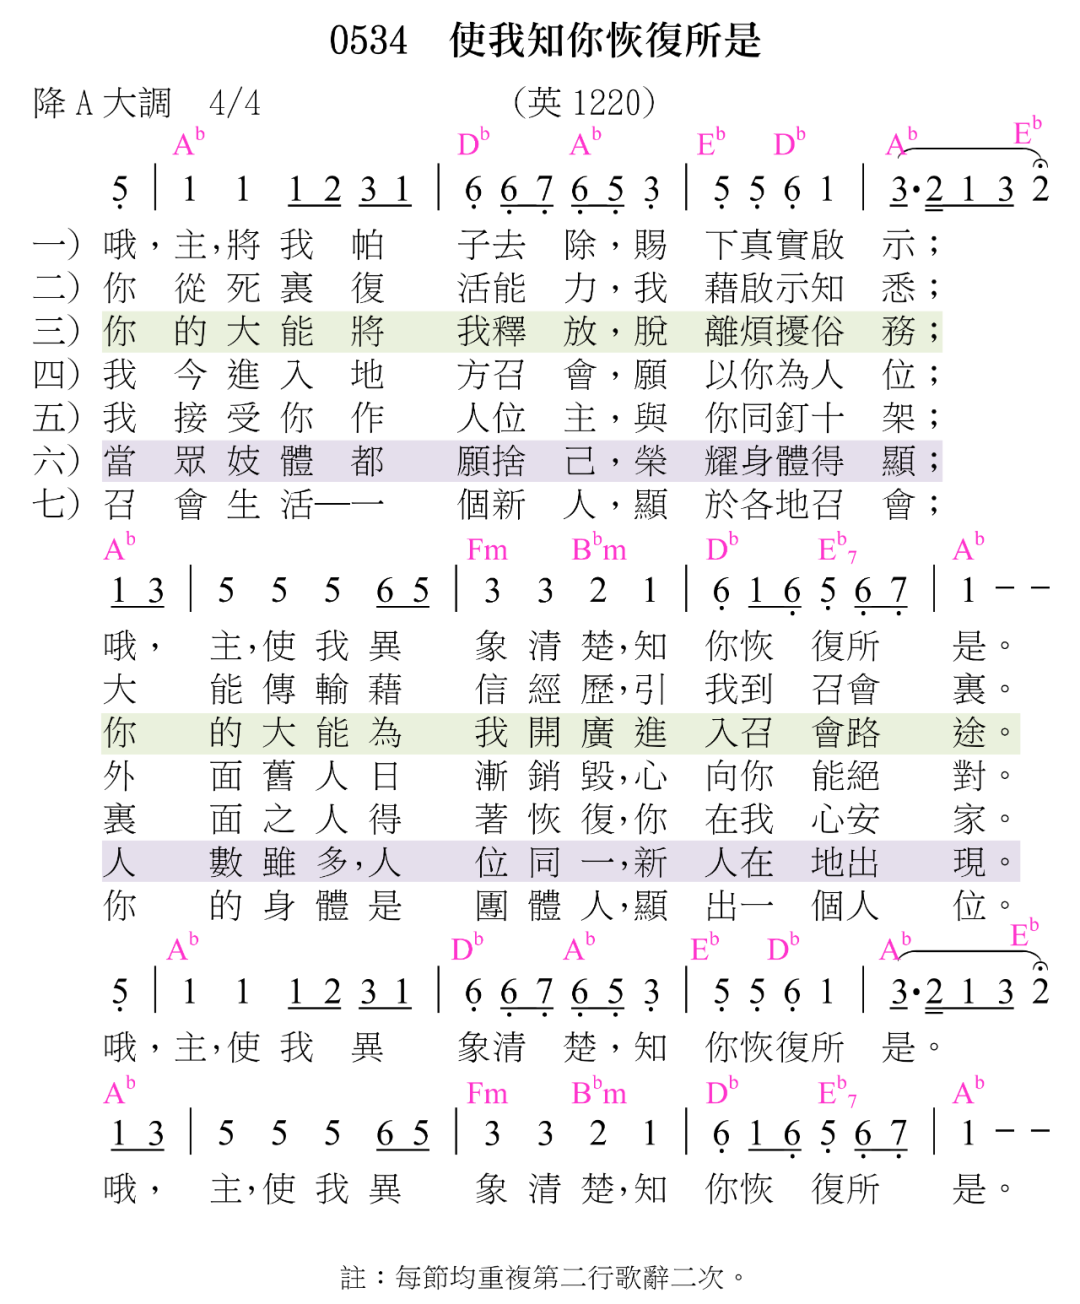 0534 使我知你恢復所是
降 A 大調 4/4 (英 1220)
A♭ D♭ A♭ E♭ D♭ A♭ E♭
5 | 1 1 1 2 3 1 | 6 6 7 6 5 3 | 5 5 6 1 | 3·2 1 3 2
一) 哦，主，將我帕子去除，賜下真實啟示；
二) 你從死裏復活能力，我藉啟示知悉；
三) 你的大能將我釋放，脫離煩擾俗務；
四) 我今進入地方召會，願以你為人位；
五) 我接受你作人位主，與你同釘十架；
六) 當眾妓體都願捨己，榮耀身體得顯；
七) 召會生活—一個新人，顯於各地召會；
A♭ Fm B♭m D♭ E♭7 A♭
1 3 | 5 5 5 6 5 | 3 3 2 1 | 6 1 6 5 6 7 | 1 - -
哦，主，使我異象清楚，知你恢復所是。
大能傳輸藉信經歷，引我到召會裏。
你的大能為我開廣進入召會路途。
外面舊人日漸銷毀，心向你能絕對。
裏面之人得著恢復，你在我心安家。
人數雖多，人位同一，新人在地出現。
你的身體是團體人，顯出一個人位。
A♭ D♭ A♭ E♭ D♭ A♭ E♭
5 | 1 1 1 2 3 1 | 6 6 7 6 5 3 | 5 5 6 1 | 3·2 1 3 2
哦，主，使我異象清楚，知你恢復所是。
A♭ Fm B♭m D♭ E♭7 A♭
1 3 | 5 5 5 6 5 | 3 3 2 1 | 6 1 6 5 6 7 | 1 - -
哦，主，使我異象清楚，知你恢復所是。
註：每節均重複第二行歌辭二次。